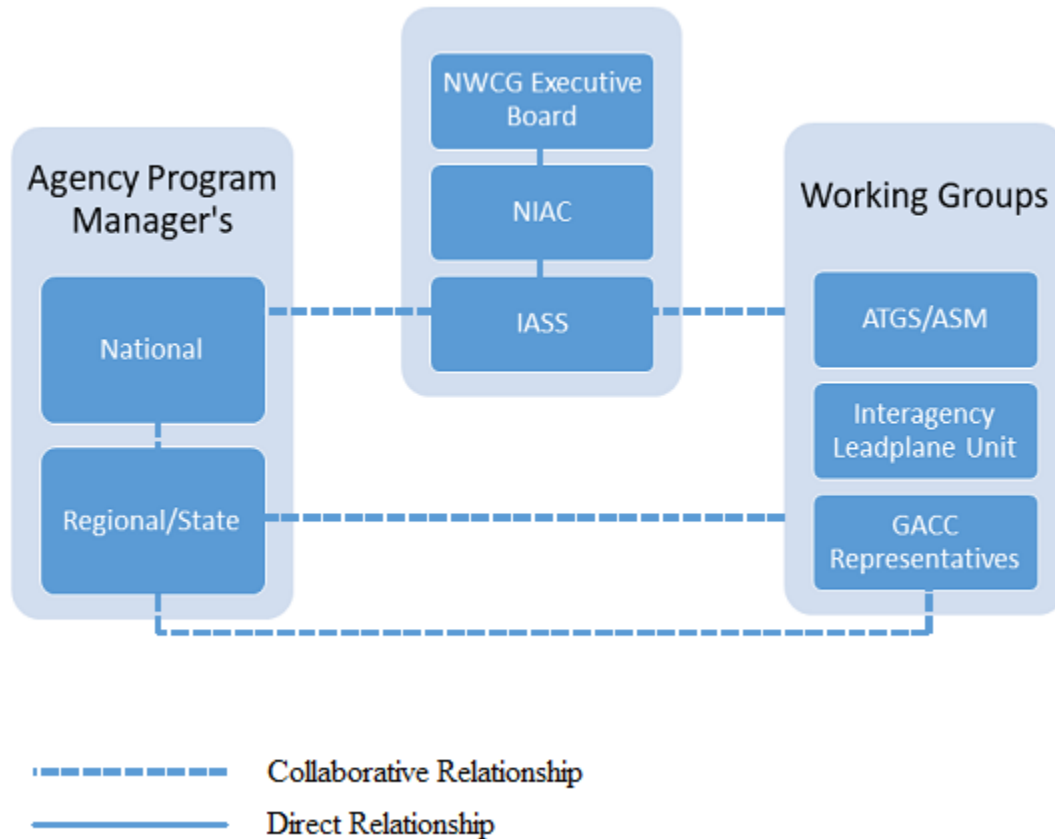 NWCG Executive
Board
NIAC
IASS
Agency Program
Manager's
National
Regional/State
Working Groups
ATGS/ASM
Interagency
Leadplane Unit
GACC
Representatives
Collaborative Relationship
Direct Relationship